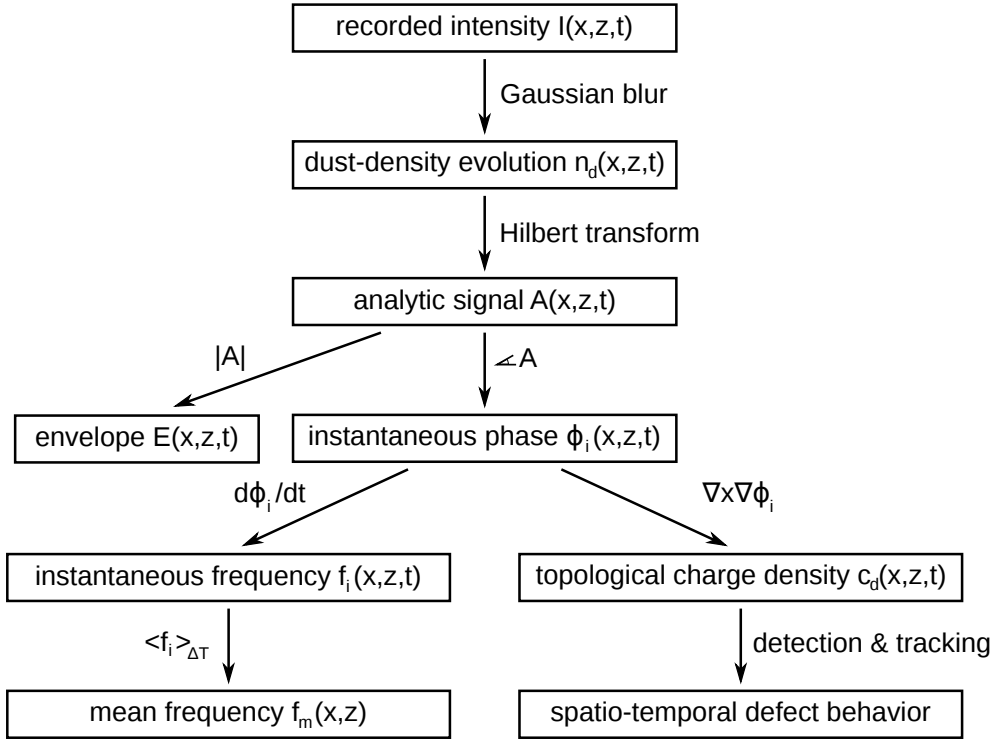 recorded intensity I(x,z,t)
Gaussian blur
dust-density evolution n_d(x,z,t)
Hilbert transform
analytic signal A(x,z,t)
|A|
∡A
envelope E(x,z,t)
instantaneous phase ϕ_i(x,z,t)
dϕ_i/dt
∇x∇ϕ_i
instantaneous frequency f_i(x,z,t)
topological charge density c_d(x,z,t)
<f_i>_ΔT
detection & tracking
mean frequency f_m(x,z)
spatio-temporal defect behavior